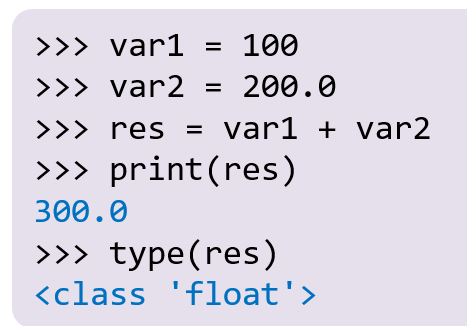 >>> var1 = 100
>>> var2 = 200.0
>>> res = var1 + var2
>>> print(res)
300.0
>>> type(res)
<class 'float'>